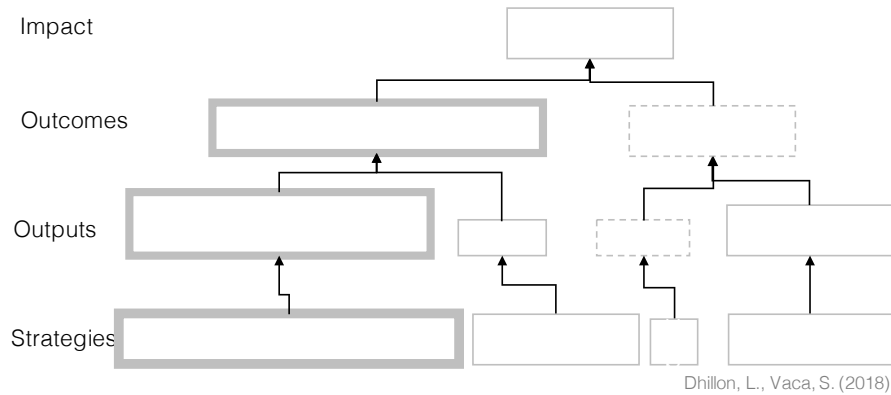 Impact
Outcomes
Outputs
Strategies
Dhillon, L., Vaca, S. (2018)